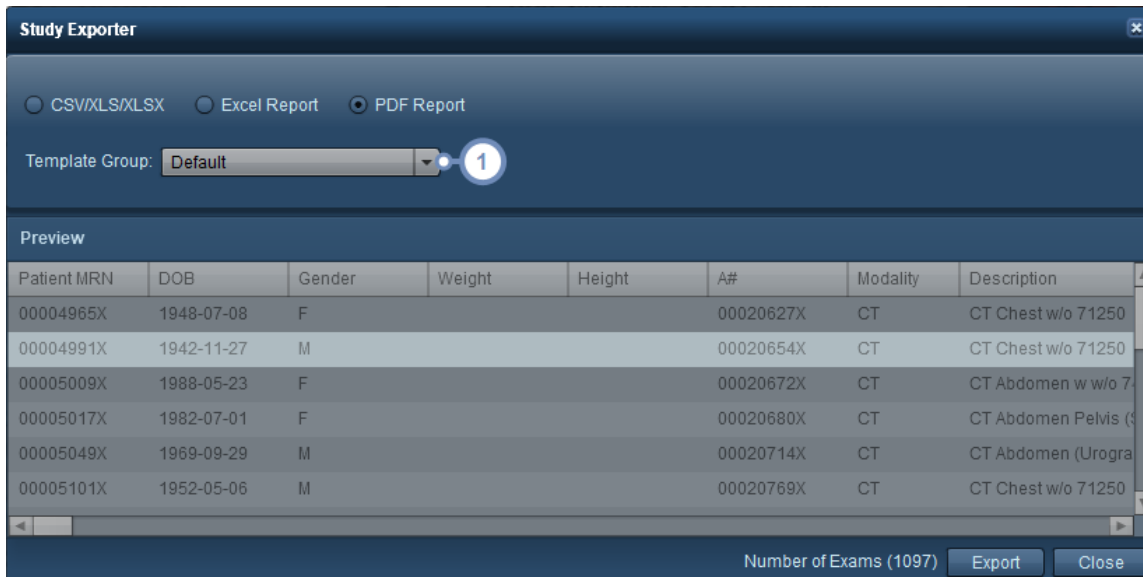 Study Exporter
CSV/XLS/XLSX Excel Report PDF Report
Template Group: Default 1
Preview
Patient MRN DOB Gender Weight Height A# Modality Description
00004965X 1948-07-08 F 00020627X CT CT Chest w/o 71250
00004991X 1942-11-27 M 00020654X CT CT Chest w/o 71250
00005009X 1988-05-23 F 00020672X CT CT Abdomen w w/o 7
00005017X 1982-07-01 F 00020680X CT CT Abdomen Pelvis (
00005049X 1969-09-29 M 00020714X CT CT Abdomen (Urogra
00005101X 1952-05-06 M 00020769X CT CT Chest w/o 71250
Number of Exams (1097) Export Close